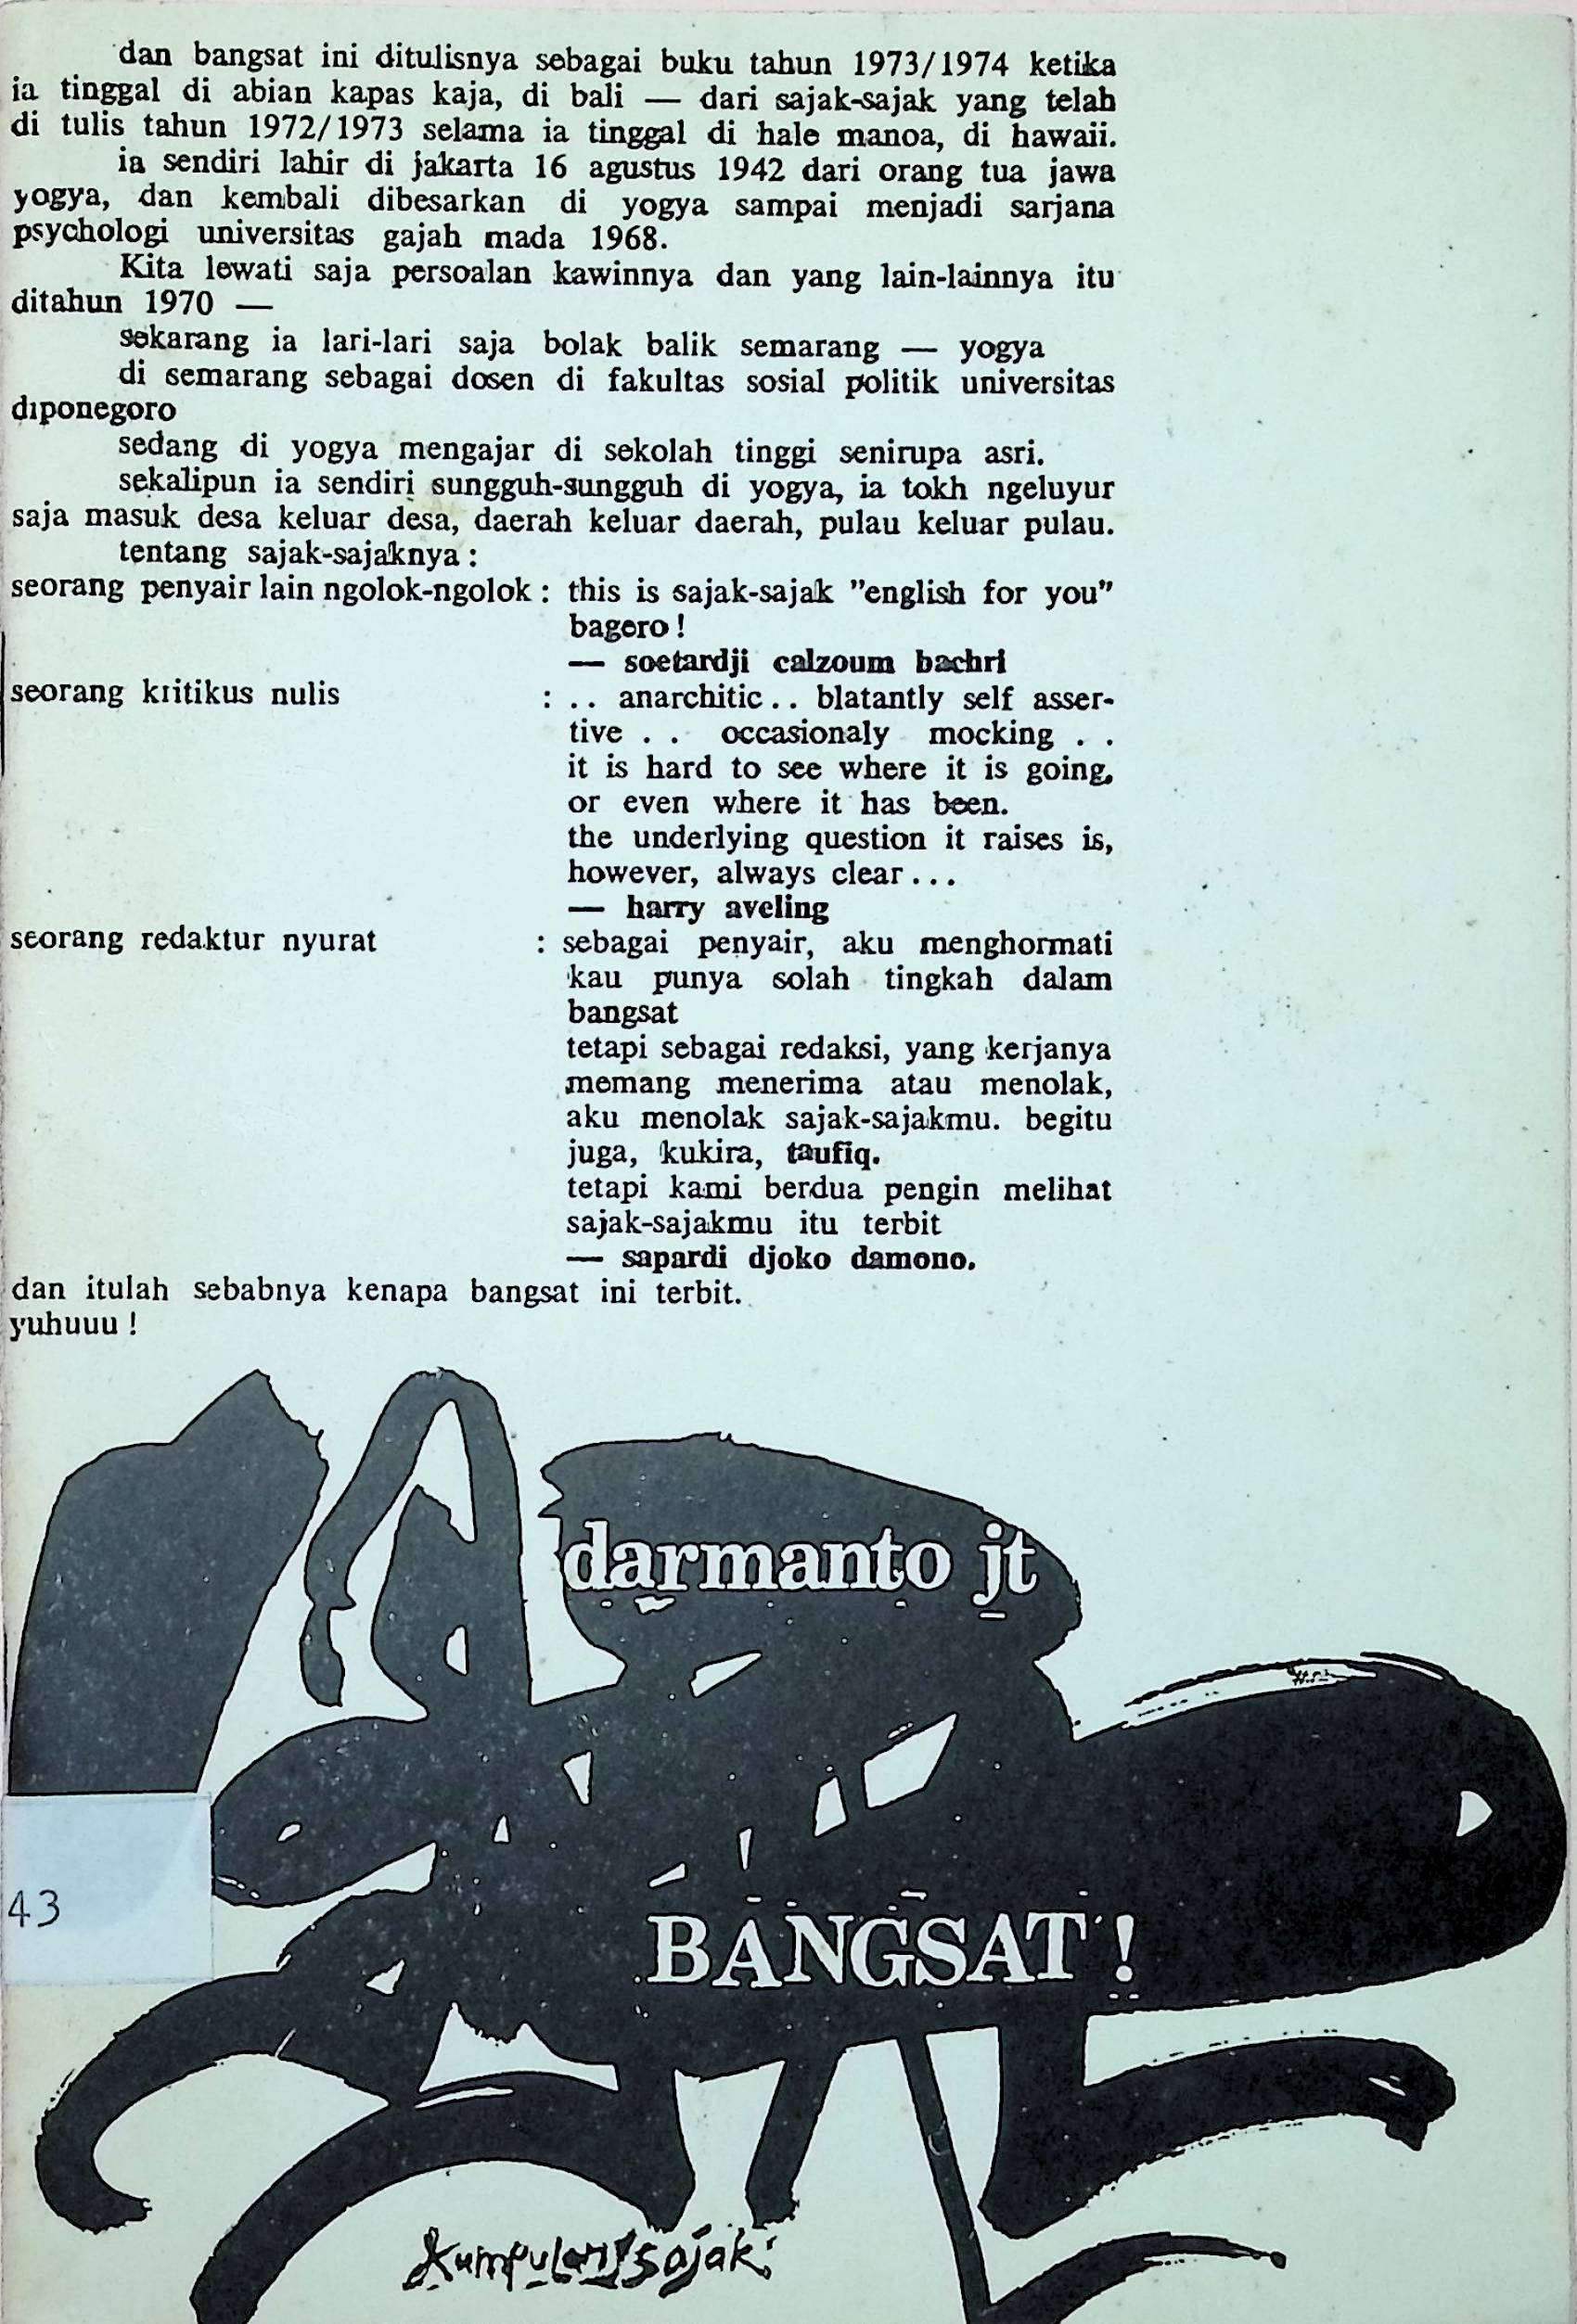 dan bangsat ini ditulisnya sebagai buku tahun 1973/1974 ketika
ia tinggal di abian kapas kaja, di bali — dari sajak-sajak yang telah
di tulis tahun 1972/1973 selama ia tinggal di hale manoa, di hawaii.
ia sendiri lahir di jakarta 16 agustus 1942 dari orang tua jawa
yogya, dan kembali dibesarkan di yogya sampai menjadi sarjana
psychologi universitas gajah mada 1968.
Kita lewati saja persoalan kawinnya dan yang lain-lainnya itu
ditahun 1970 —
sekarang ia lari-lari saja bolak balik semarang — yogya
di semarang sebagai dosen di fakultas sosial politik universitas
diponegoro
sedang di yogya mengajar di sekolah tinggi senirupa asri.
sekalipun ia sendiri sungguh-sungguh di yogya, ia tokh ngeluyur
saja masuk desa keluar desa, daerah keluar daerah, pulau keluar pulau.
tentang sajak-sajaknya :
seorang penyair lain ngolok-ngolok : this is sajak-sajak "english for you"
bagero !
— soetardji calzoum bachri
seorang kritikus nulis : .. anarchitic .. blatantly self asser-
tive . . occasionaly mocking . .
it is hard to see where it is going,
or even where it has been.
the underlying question it raises is,
however, always clear ...
— harry aveling
seorang redaktur nyurat : sebagai penyair, aku menghormati
kau punya solah tingkah dalam
bangsat
tetapi sebagai redaksi, yang kerjanya
memang menerima atau menolak,
aku menolak sajak-sajakmu. begitu
juga, kukira, taufiq.
tetapi kami berdua pengin melihat
sajak-sajakmu itu terbit
— sapardi djoko damono.
dan itulah sebabnya kenapa bangsat ini terbit.
yuhuuu !
darmanto jt
43
BANGSAT !
kumpulan sajak